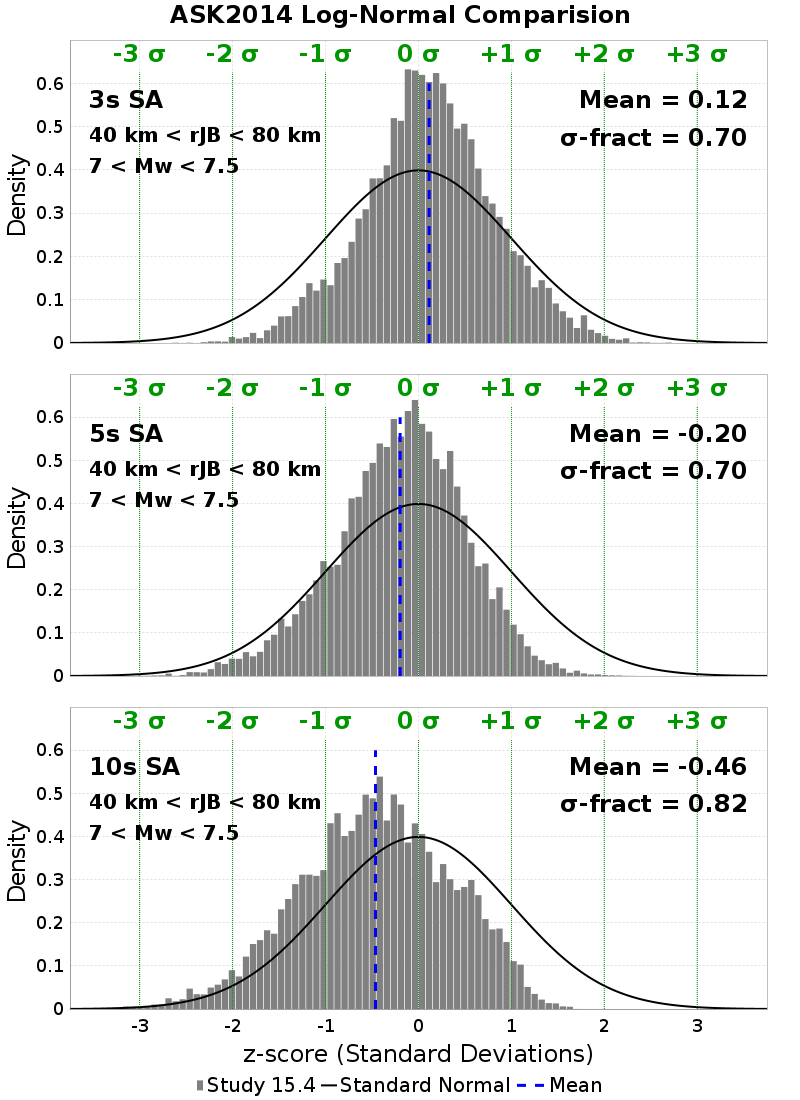 ASK2014 Log-Normal Comparision
-3 σ -2 σ -1 σ 0 σ +1 σ +2 σ +3 σ
3s SA
Mean = 0.12
40 km < rJB < 80 km
σ-fract = 0.70
7 < Mw < 7.5
Density
0.6
0.5
0.4
0.3
0.2
0.1
0
-3 σ -2 σ -1 σ 0 σ +1 σ +2 σ +3 σ
5s SA
Mean = -0.20
40 km < rJB < 80 km
σ-fract = 0.70
7 < Mw < 7.5
Density
0.6
0.5
0.4
0.3
0.2
0.1
0
-3 σ -2 σ -1 σ 0 σ +1 σ +2 σ +3 σ
10s SA
Mean = -0.46
40 km < rJB < 80 km
σ-fract = 0.82
7 < Mw < 7.5
Density
0.6
0.5
0.4
0.3
0.2
0.1
0
-3 -2 -1 0 1 2 3
z-score (Standard Deviations)
Study 15.4 Standard Normal Mean